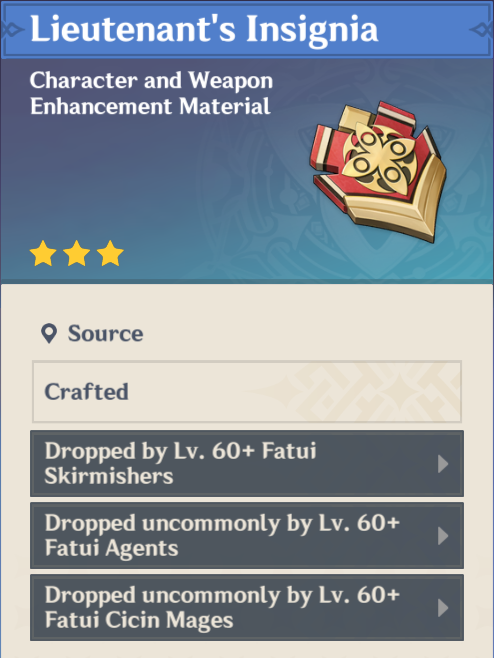 Lieutenant's Insignia
Character and Weapon
Enhancement Material
Source
Crafted
Dropped by Lv. 60+ Fatui
Skirmishers
Dropped uncommonly by Lv. 60+
Fatui Agents
Dropped uncommonly by Lv. 60+
Fatui Cicin Mages